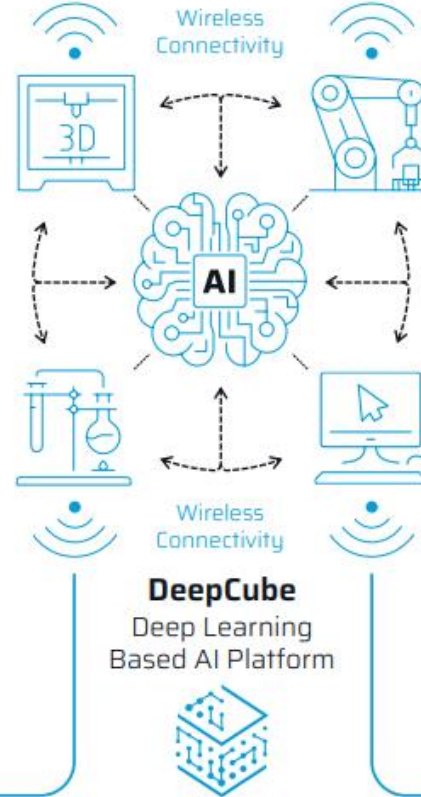 Wireless
Connectivity
3D
AI
Wireless
Connectivity
DeepCube
Deep Learning
Based AI Platform